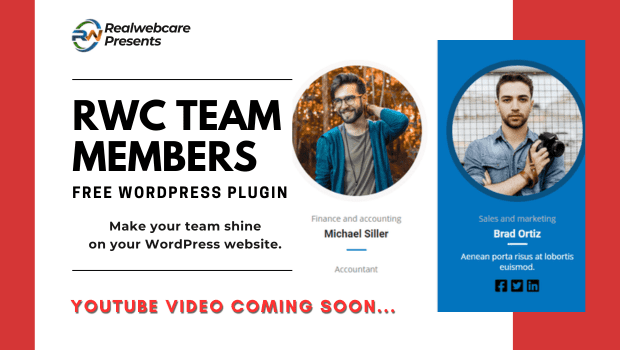 Realwebcare
Presents
RWC TEAM
MEMBERS
FREE WORDPRESS PLUGIN
Make your team shine
on your WordPress website.
YOUTUBE VIDEO COMING SOON...
Finance and accounting
Michael Siller
Accountant
Sales and marketing
Brad Ortiz
Aenean porta risus at lobortis
euismod.